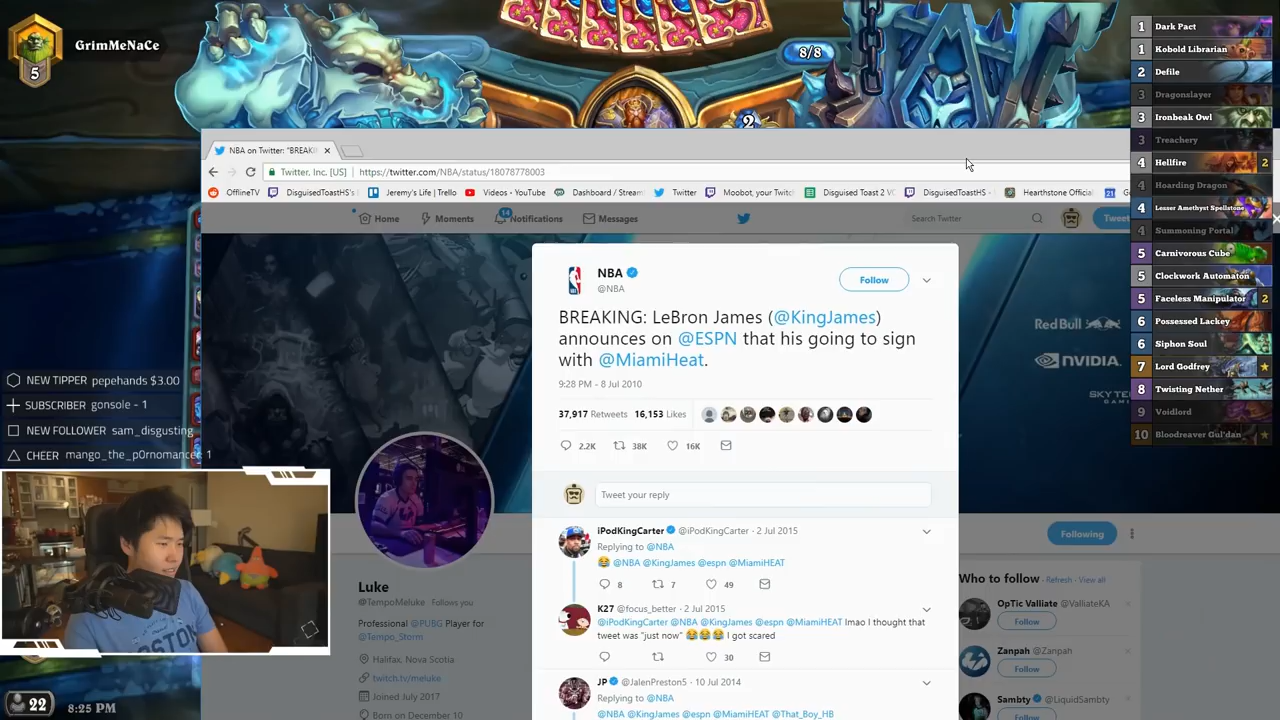 GrimMeNaCe
5
8/8
2
1 Dark Pact
1 Kobold Librarian
2 Defile
3 Dragonslayer
3 Ironbeak Owl
3 Treachery
4 Hellfire 2
4 Hoarding Dragon
4 Lesser Amethyst Spellstone
4 Summoning Portal
5 Carnivorous Cube
5 Clockwork Automaton
5 Faceless Manipulator 2
6 Possessed Lackey
6 Siphon Soul
7 Lord Godfrey
8 Twisting Nether
9 Voidlord
10 Bloodreaver Gul'dan
NBA on Twitter: "BREAKI
Twitter, Inc. [US] https://twitter.com/NBA/status/18078778003
OfflineTV DisguisedToastHS's Jeremy's Life | Trello Videos - YouTube Dashboard / Stream Twitter Moobot, your Twitc Disguised Toast 2 VO DisguisedToastHS - Hearthstone Official
Home Moments 14 Notifications Messages Search Twitter Tweet
NBA
@NBA
Follow
BREAKING: LeBron James (@KingJames)
announces on @ESPN that his going to sign
with @MiamiHeat.
9:28 PM - 8 Jul 2010
37,917 Retweets 16,153 Likes
2.2K 38K 16K
Tweet your reply
iPodKingCarter @iPodKingCarter · 2 Jul 2015
Replying to @NBA
😂 @NBA @KingJames @espn @MiamiHEAT
8 7 49
K27 @focus_better · 2 Jul 2015
@iPodKingCarter @NBA @KingJames @espn @MiamiHEAT lmao I thought that
tweet was "just now" 😂😂😂 I got scared
30
JP @JalenPreston5 · 10 Jul 2014
Replying to @NBA
@NBA @KingJames @espn @MiamiHEAT @That_Boy_HB
Red Bull
NVIDIA.
Following
Who to follow · Refresh · View all
OpTic Valliate @ValliateKA
Follow
Zanpah @Zanpah
Follow
Sambty @LiquidSambty
Follow
NEW TIPPER pepehands $3.00
SUBSCRIBER gonsole - 1
NEW FOLLOWER sam_disgusting
CHEER mango_the_p0rnomancer: 1
Luke
@TempoMeluke Follows you
Professional @PUBG Player for
@Tempo_Storm
Halifax, Nova Scotia
twitch.tv/meluke
Joined July 2017
Born on December 10
22 8:25 PM